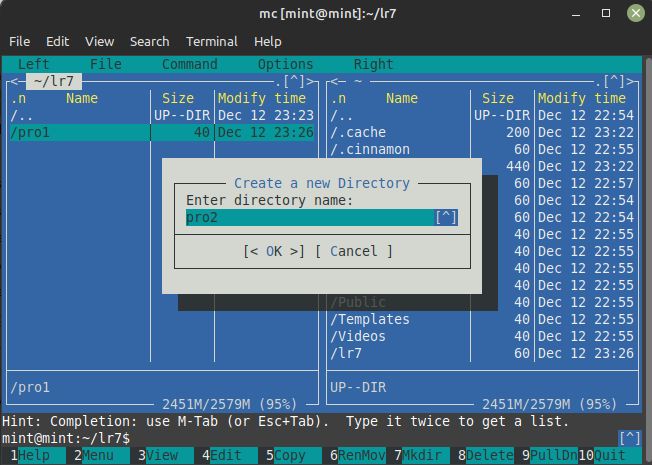 mc [mint@mint]:~/lr7
File Edit View Search Terminal Help
Left File Command Options Right
<─ ~/lr7 .[^]> <─ ~ .[^]>
.n Name Size Modify time .n Name Size Modify time
/.. UP--DIR Dec 12 23:23 /.. UP--DIR Dec 12 22:54
/pro1 40 Dec 12 23:26 /.cache 200 Dec 12 23:22
/.cinnamon 60 Dec 12 22:55
440 Dec 12 23:22
Create a new Directory 60 Dec 12 22:57
Enter directory name: 60 Dec 12 22:54
pro2 [^] 60 Dec 12 22:54
40 Dec 12 22:55
[< OK >] [ Cancel ] 40 Dec 12 22:55
40 Dec 12 22:55
40 Dec 12 22:55
/Public 40 Dec 12 22:55
/Templates 40 Dec 12 22:55
/Videos 40 Dec 12 22:55
/lr7 60 Dec 12 23:26
/pro1 UP--DIR
2451M/2579M (95%) 2451M/2579M (95%)
Hint: Completion: use M-Tab (or Esc+Tab). Type it twice to get a list.
mint@mint:~/lr7$ [^]
1Help 2Menu 3View 4Edit 5Copy 6RenMov 7Mkdir 8Delete 9PullDn 10Quit